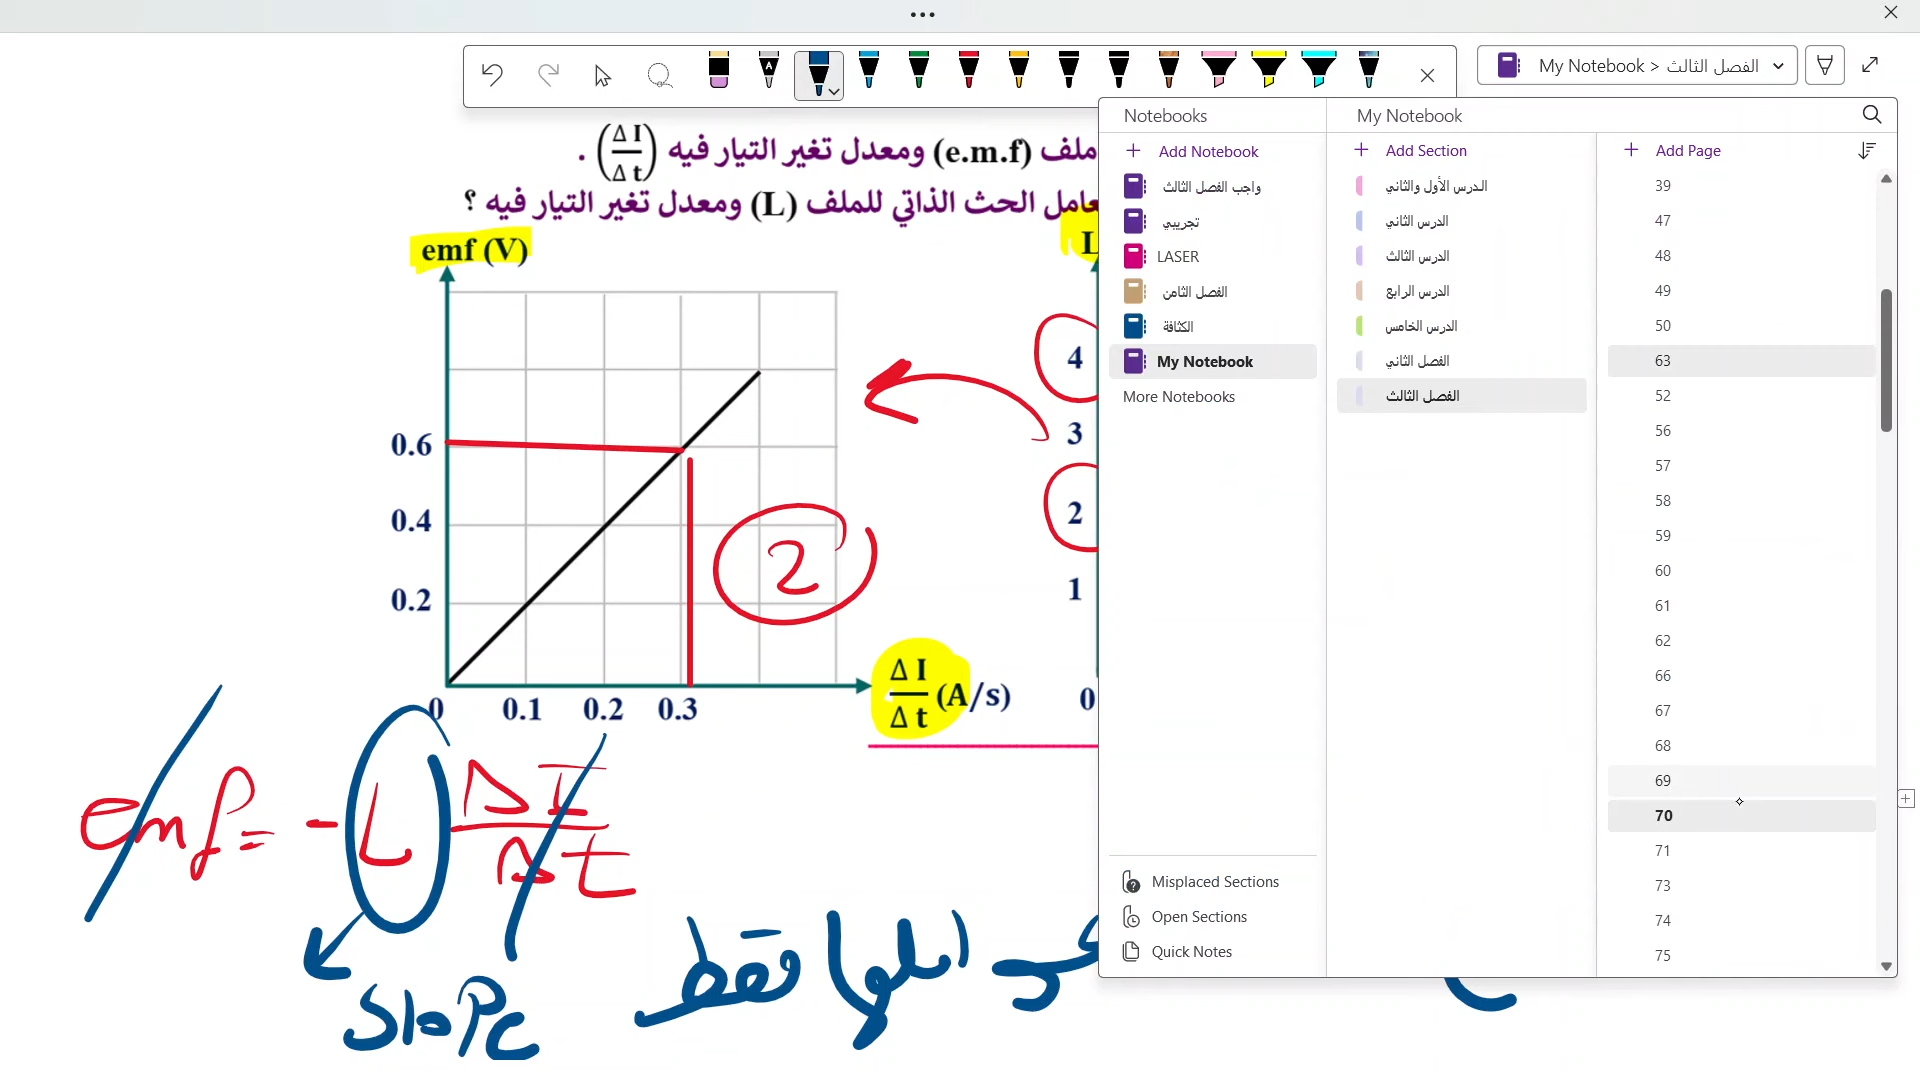 My Notebook > الفصل الثالث
Notebooks
My Notebook
Add Notebook
Add Section
Add Page
واجب الفصل الثالث
تجريبي
LASER
الفصل الثامن
الكثافة
My Notebook
More Notebooks
الدرس الأول والثاني
الدرس الثاني
الدرس الثالث
الدرس الرابع
الدرس الخامس
الفصل الثاني
الفصل الثالث
39
47
48
49
50
63
52
56
57
58
59
60
61
62
66
67
68
69
70
71
73
74
75
Misplaced Sections
Open Sections
Quick Notes
ملف (e.m.f) ومعدل تغير التيار فيه (Δ I / Δ t) .
عامل الحث الذاتي للملف (L) ومعدل تغير التيار فيه ؟
emf (V)
L
0.6
0.4
0.2
0
0.1
0.2
0.3
Δ I / Δ t (A/s)
2
4
3
2
1
0
emf = - L ΔI / Δt
slope
فقط